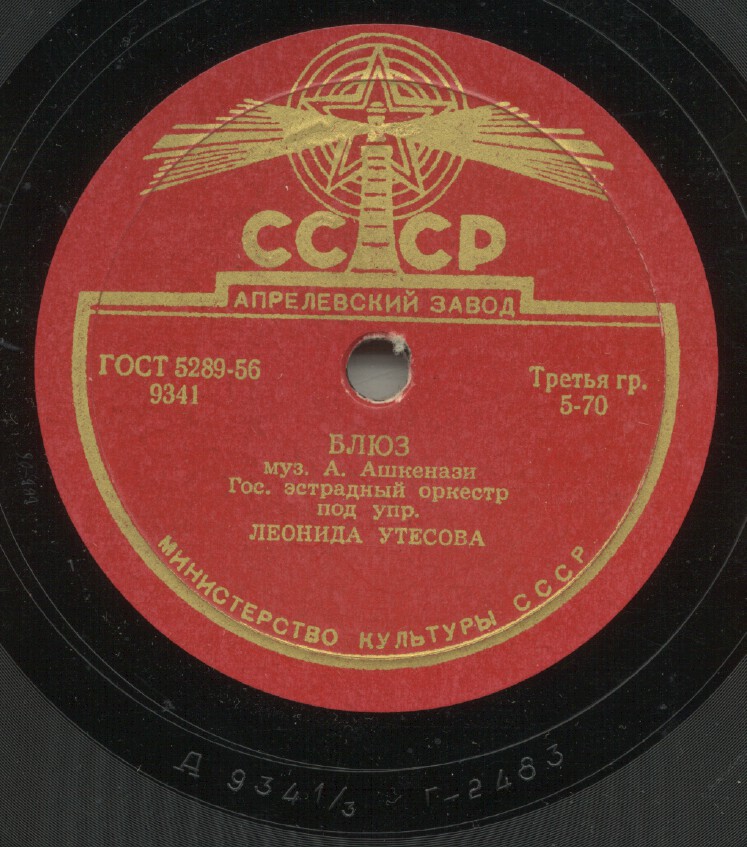 СССР
АПРЕЛЕВСКИЙ ЗАВОД
ГОСТ 5289-56
9341
Третья гр.
5-70
БЛЮЗ
муз. А. Ашкенази
Гос. эстрадный оркестр
под упр.
ЛЕОНИДА УТЕСОВА
МИНИСТЕРСТВО КУЛЬТУРЫ СССР
Д 9341/3 Г-2483